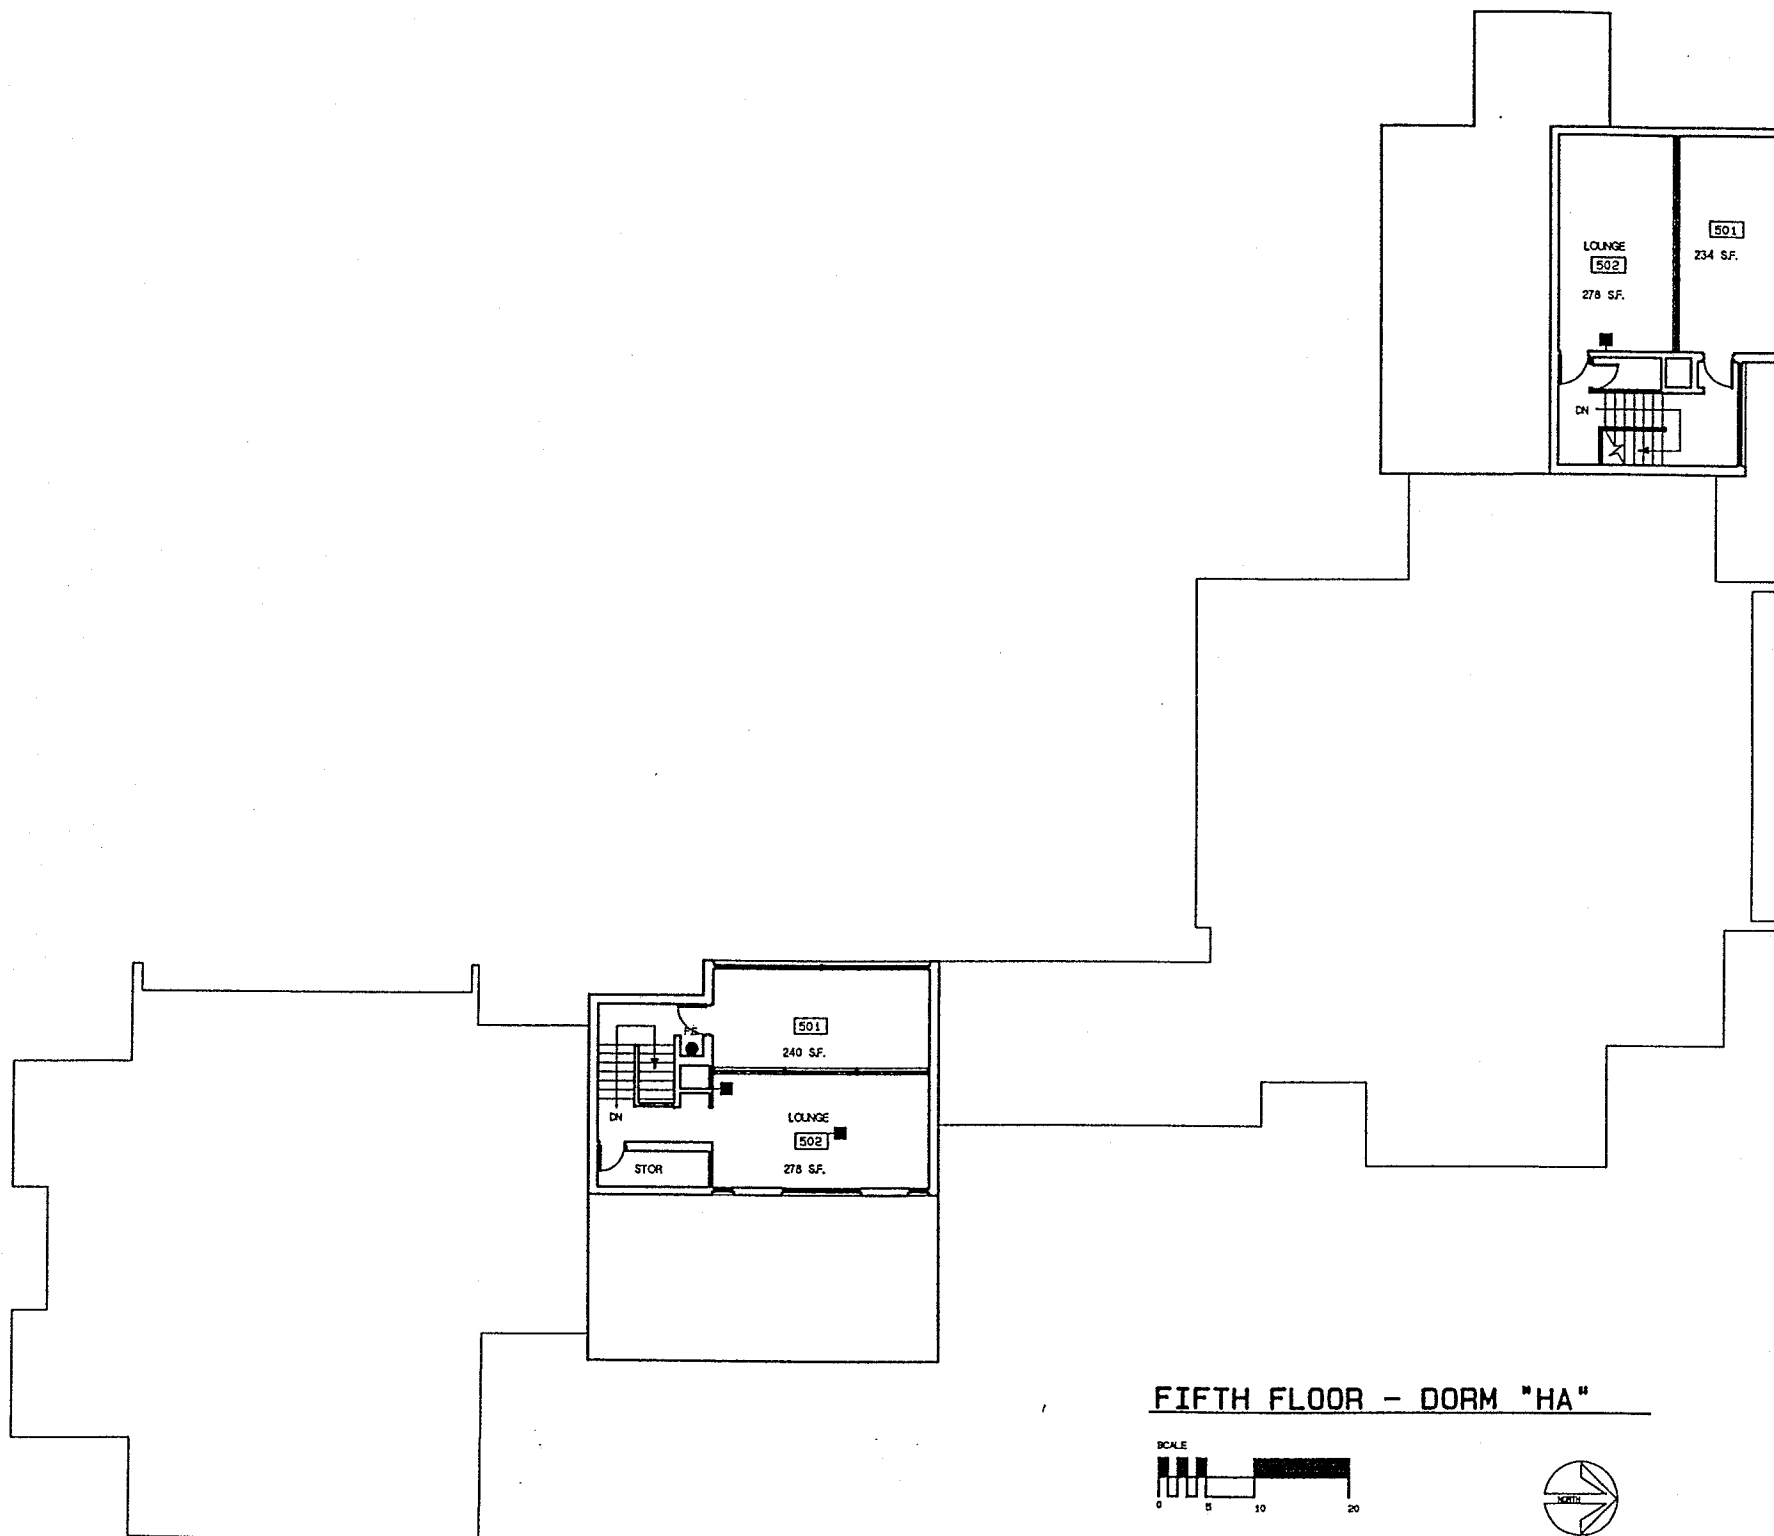 501
234 S.F.
LOUNGE
502
278 S.F.
DN
F.E.
501
240 S.F.
DN
LOUNGE
502
278 S.F.
STOR
FIFTH FLOOR - DORM "HA"
SCALE
0 5 10 20
NORTH